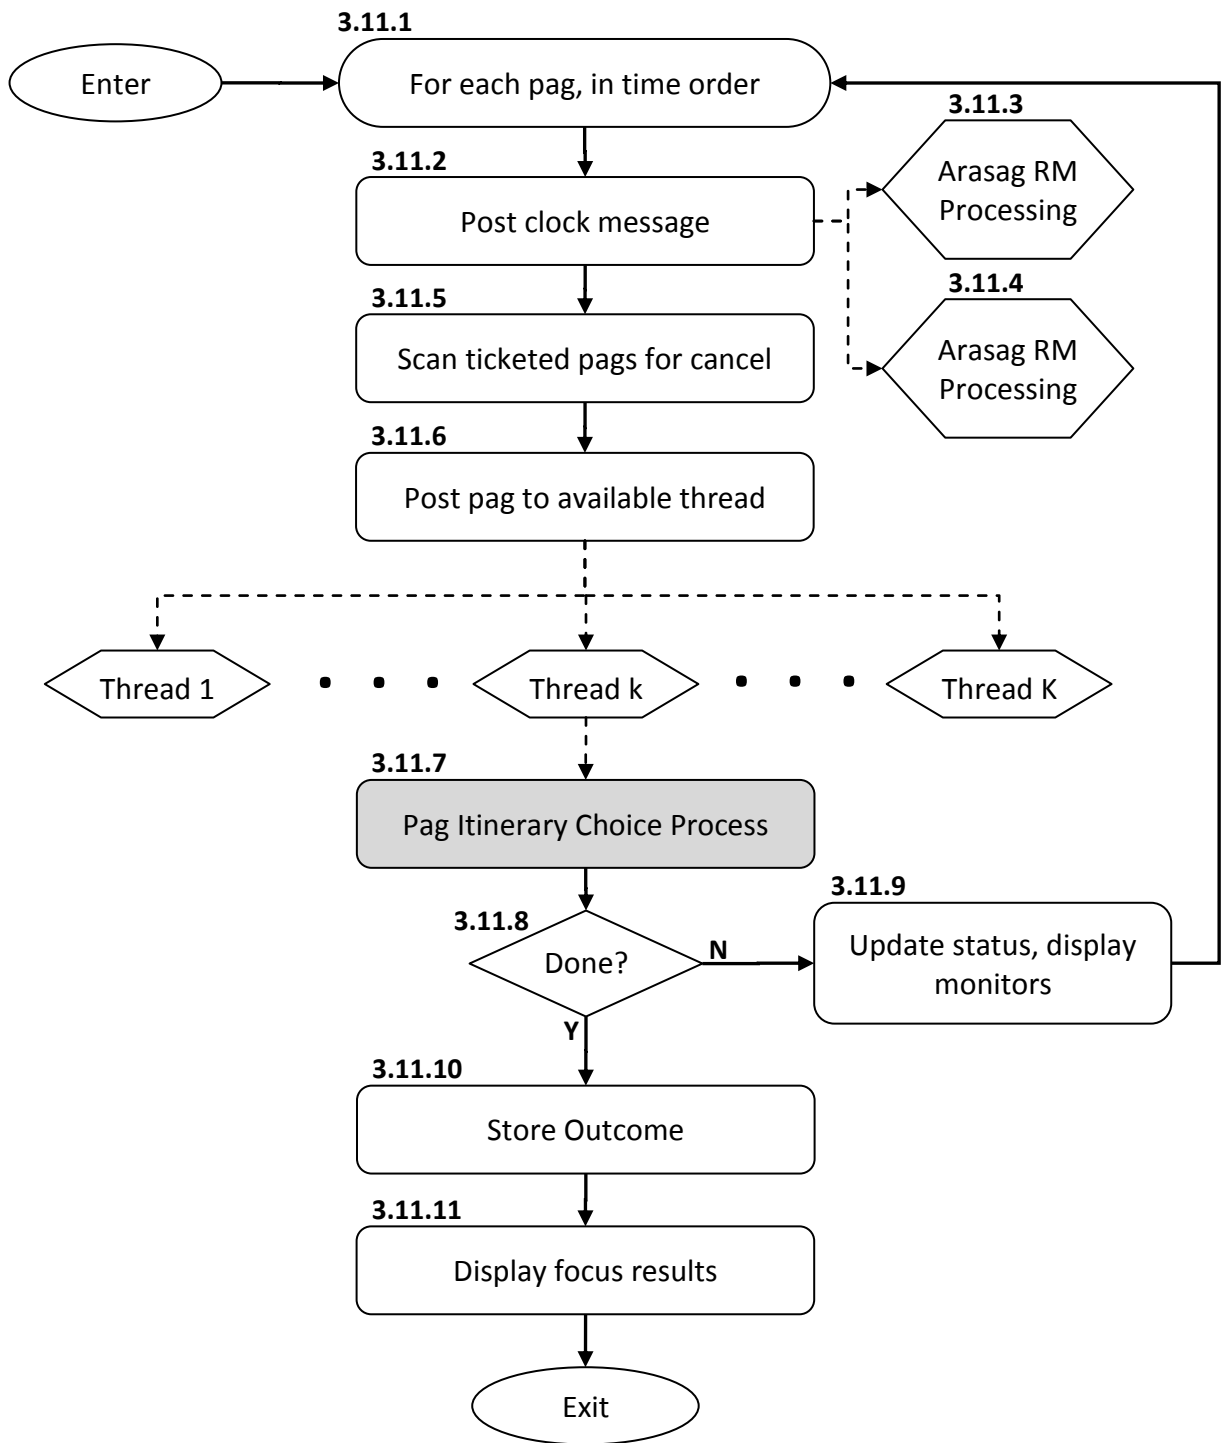 3.11.1
Enter
For each pag, in time order
3.11.3
Arasag RM
Processing
3.11.2
Post clock message
3.11.4
Arasag RM
Processing
3.11.5
Scan ticketed pags for cancel
3.11.6
Post pag to available thread
Thread 1
Thread k
Thread K
3.11.7
Pag Itinerary Choice Process
3.11.8
Done?
N
Y
3.11.9
Update status, display
monitors
3.11.10
Store Outcome
3.11.11
Display focus results
Exit